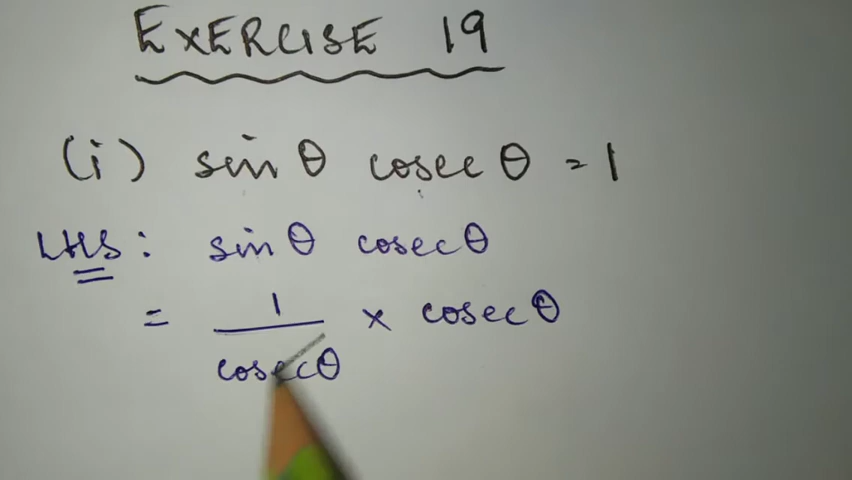 EXERCISE 19
(i) sin θ cosec θ = 1
LHS : sin θ cosec θ
= 1 / cosec θ × cosec θ